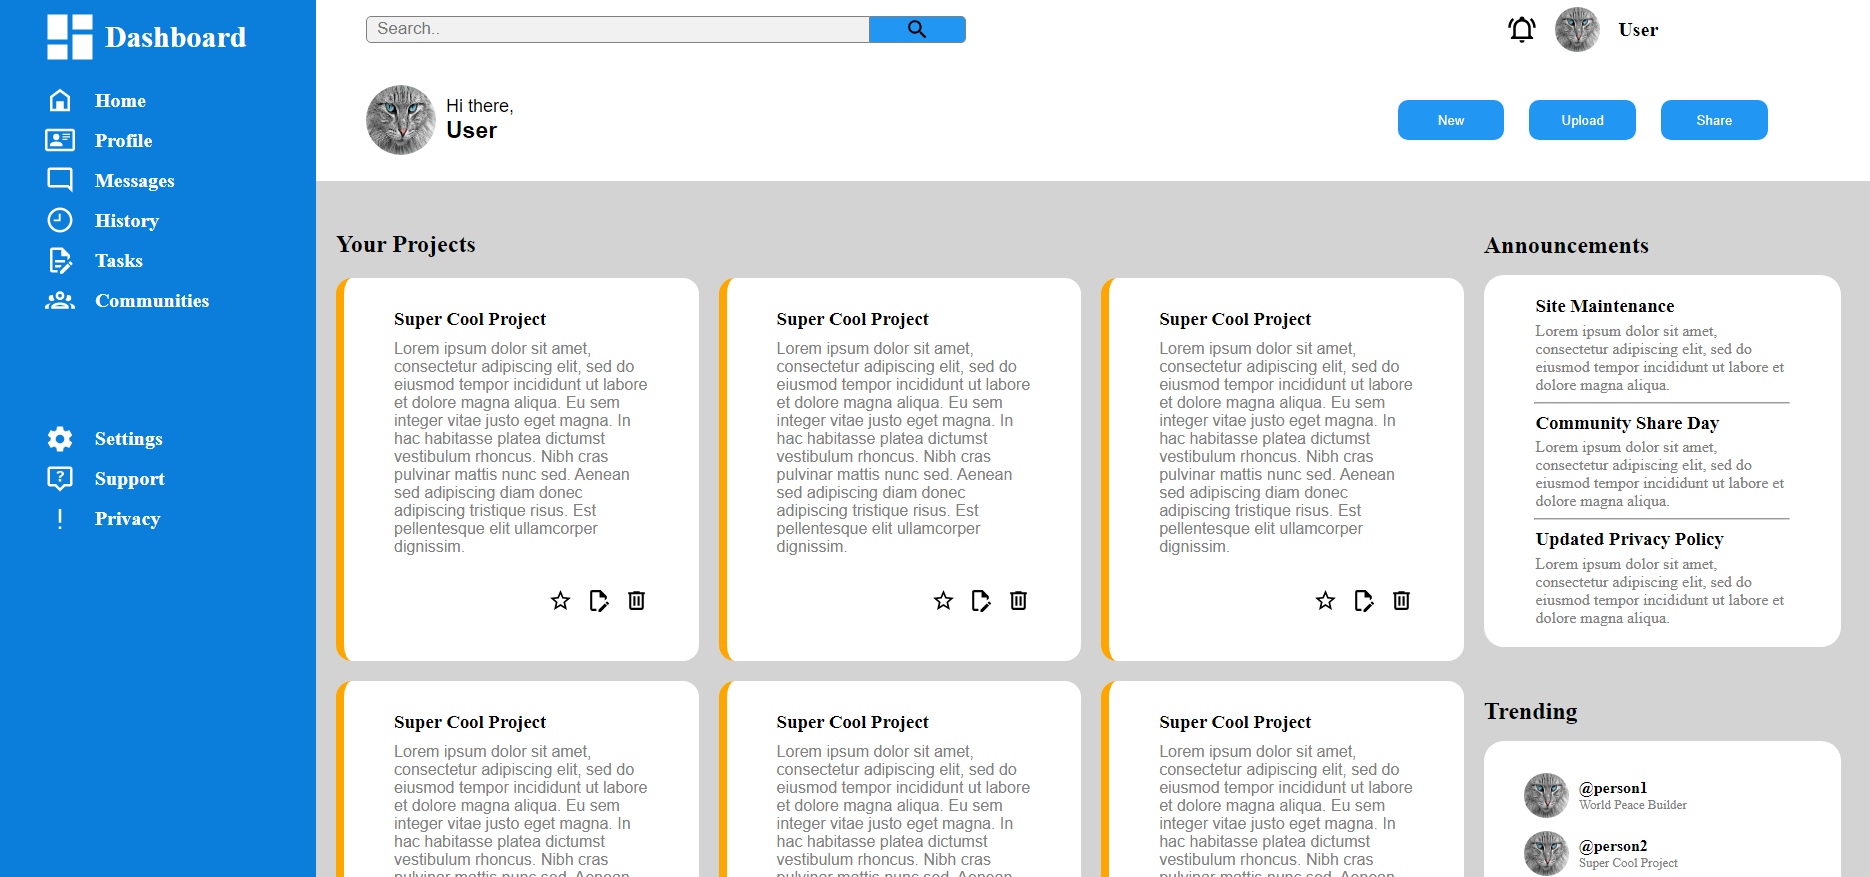 Dashboard
Home
Profile
Messages
History
Tasks
Communities
Settings
Support
Privacy
Search..
User
Hi there,
User
New
Upload
Share
Your Projects
Super Cool Project
Lorem ipsum dolor sit amet,
consectetur adipiscing elit, sed do
eiusmod tempor incididunt ut labore
et dolore magna aliqua. Eu sem
integer vitae justo eget magna. In
hac habitasse platea dictumst
vestibulum rhoncus. Nibh cras
pulvinar mattis nunc sed. Aenean
sed adipiscing diam donec
adipiscing tristique risus. Est
pellentesque elit ullamcorper
dignissim.
Super Cool Project
Lorem ipsum dolor sit amet,
consectetur adipiscing elit, sed do
eiusmod tempor incididunt ut labore
et dolore magna aliqua. Eu sem
integer vitae justo eget magna. In
hac habitasse platea dictumst
vestibulum rhoncus. Nibh cras
pulvinar mattis nunc sed. Aenean
sed adipiscing diam donec
adipiscing tristique risus. Est
pellentesque elit ullamcorper
dignissim.
Super Cool Project
Lorem ipsum dolor sit amet,
consectetur adipiscing elit, sed do
eiusmod tempor incididunt ut labore
et dolore magna aliqua. Eu sem
integer vitae justo eget magna. In
hac habitasse platea dictumst
vestibulum rhoncus. Nibh cras
pulvinar mattis nunc sed. Aenean
sed adipiscing diam donec
adipiscing tristique risus. Est
pellentesque elit ullamcorper
dignissim.
Super Cool Project
Lorem ipsum dolor sit amet,
consectetur adipiscing elit, sed do
eiusmod tempor incididunt ut labore
et dolore magna aliqua. Eu sem
integer vitae justo eget magna. In
hac habitasse platea dictumst
vestibulum rhoncus. Nibh cras
pulvinar mattis nunc sed. Aenean
Super Cool Project
Lorem ipsum dolor sit amet,
consectetur adipiscing elit, sed do
eiusmod tempor incididunt ut labore
et dolore magna aliqua. Eu sem
integer vitae justo eget magna. In
hac habitasse platea dictumst
vestibulum rhoncus. Nibh cras
pulvinar mattis nunc sed. Aenean
Super Cool Project
Lorem ipsum dolor sit amet,
consectetur adipiscing elit, sed do
eiusmod tempor incididunt ut labore
et dolore magna aliqua. Eu sem
integer vitae justo eget magna. In
hac habitasse platea dictumst
vestibulum rhoncus. Nibh cras
pulvinar mattis nunc sed. Aenean
Announcements
Site Maintenance
Lorem ipsum dolor sit amet,
consectetur adipiscing elit, sed do
eiusmod tempor incididunt ut labore et
dolore magna aliqua.
Community Share Day
Lorem ipsum dolor sit amet,
consectetur adipiscing elit, sed do
eiusmod tempor incididunt ut labore et
dolore magna aliqua.
Updated Privacy Policy
Lorem ipsum dolor sit amet,
consectetur adipiscing elit, sed do
eiusmod tempor incididunt ut labore et
dolore magna aliqua.
Trending
@person1
World Peace Builder
@person2
Super Cool Project